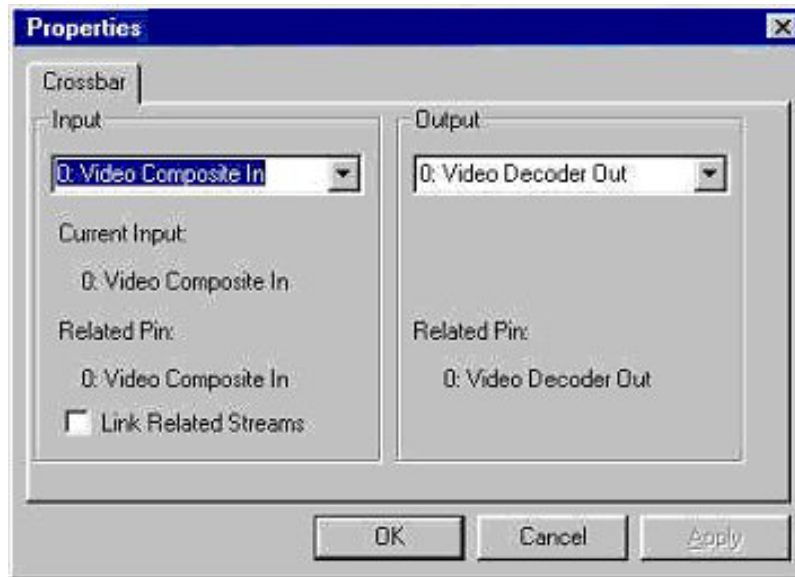 Properties
Crossbar
Input
0: Video Composite In
Current Input:
0: Video Composite In
Related Pin:
0: Video Composite In
Link Related Streams
Output
0: Video Decoder Out
Related Pin:
0: Video Decoder Out
OK
Cancel
Apply